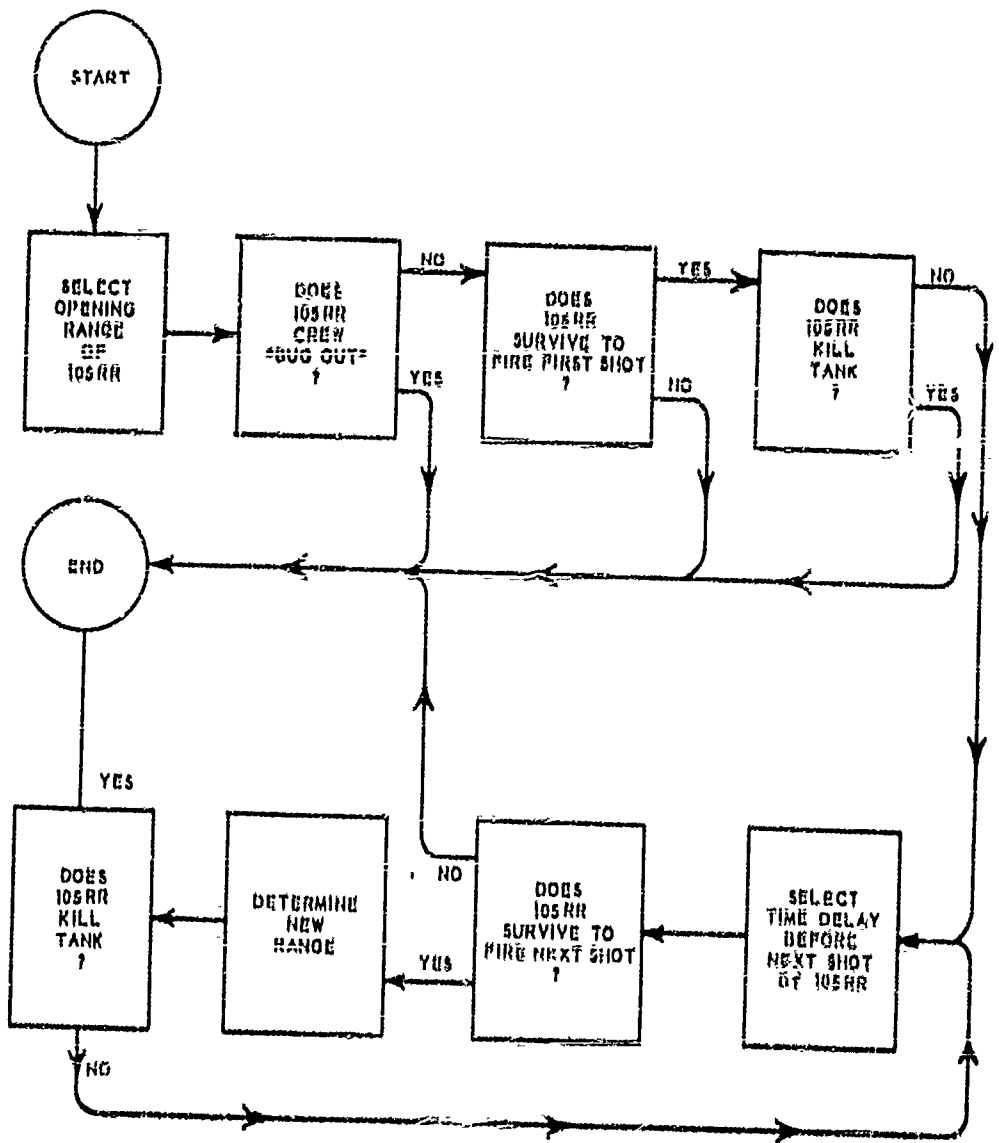 START
SELECT
OPENING
RANGE
OF
105RR
DOES
105RR
CREW
"BUG OUT"
?
NO
YES
DOES
105RR
SURVIVE TO
FIRE FIRST SHOT
?
YES
NO
DOES
105RR
KILL
TANK
?
NO
YES
END
YES
DOES
105RR
KILL
TANK
?
NO
DETERMINE
NEW
RANGE
NO
YES
DOES
105RR
SURVIVE TO
FIRE NEXT SHOT
?
SELECT
TIME DELAY
BEFORE
NEXT SHOT
OF 105RR